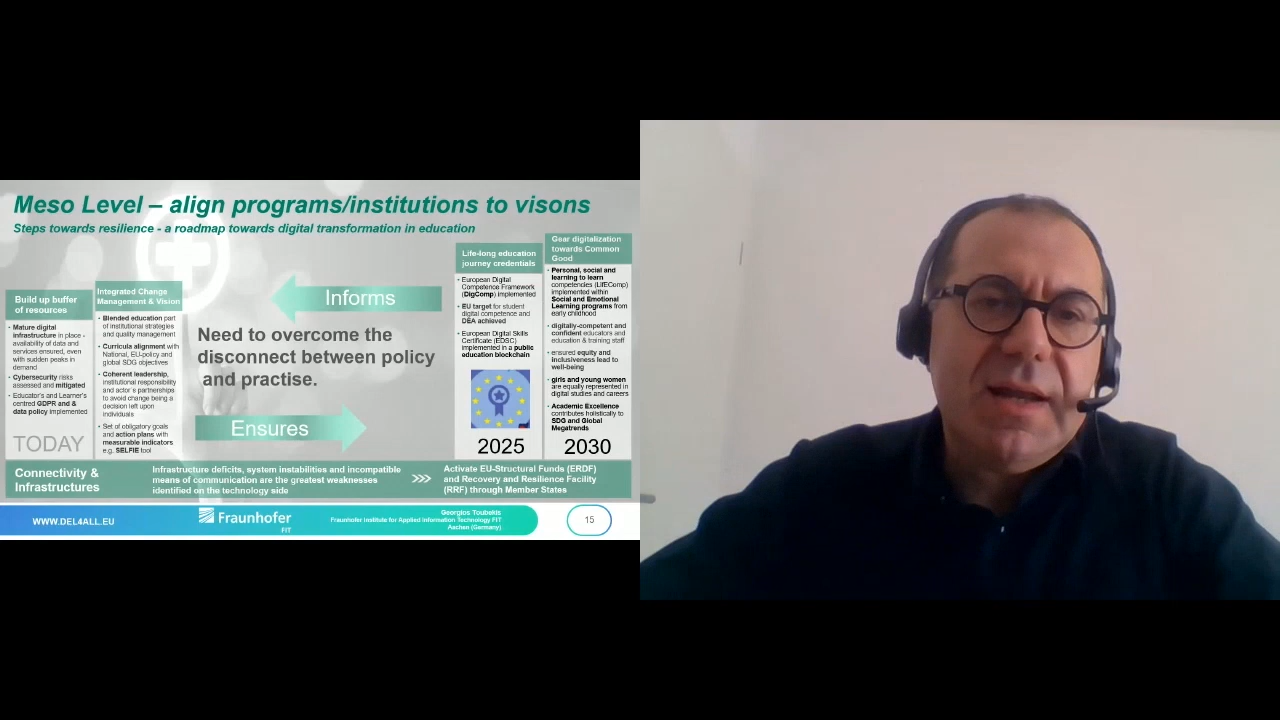 Meso Level – align programs/institutions to visons
Steps towards resilience - a roadmap towards digital transformation in education
Build up buffer
of resources
• Mature digital
infrastructure in place -
availability of data and
services ensured, even
with sudden peaks in
demand
• Cybersecurity risks
assessed and mitigated
• Educator's and Learner's
centred GDPR and &
data policy implemented
TODAY
Integrated Change
Management & Vision
• Blended education part
of institutional strategies
and quality management
• Curricula alignment with
National, EU-policy and
global SDG objectives
• Coherent leadership,
institutional responsibility
and actor´s partnerships
to avoid change being a
decision left upon
individuals
• Set of obligatory goals
and action plans with
measurable indicators
e.g. SELFIE tool
Informs
Need to overcome the
disconnect between policy
and practise.
Ensures
Life-long education
journey credentials
• European Digital
Competence Framework
(DigComp) implemented
• EU target for student
digital competence and
DEA achieved
• European Digital Skills
Certificate (EDSC)
implemented in a public
education blockchain
2025
Gear digitalization
towards Common
Good
• Personal, social and
learning to learn
competencies (LifEComp)
implemented within
Social and Emotional
Learning programs from
early childhood
• digitally-competent and
confident educators and
education & training staff
• ensured equity and
inclusiveness lead to
well-being
• girls and young women
are equally represented in
digital studies and careers
• Academic Excellence
contributes holistically to
SDG and Global
Megatrends
2030
Connectivity &
Infrastructures
Infrastructure deficits, system instabilities and incompatible
means of communication are the greatest weaknesses
identified on the technology side
>>>
Activate EU-Structural Funds (ERDF)
and Recovery and Resilience Facility
(RRF) through Member States
WWW.DEL4ALL.EU
Fraunhofer
FIT
Georgios Toubekis
Fraunhofer Institute for Applied Information Technology FIT
Aachen (Germany)
15